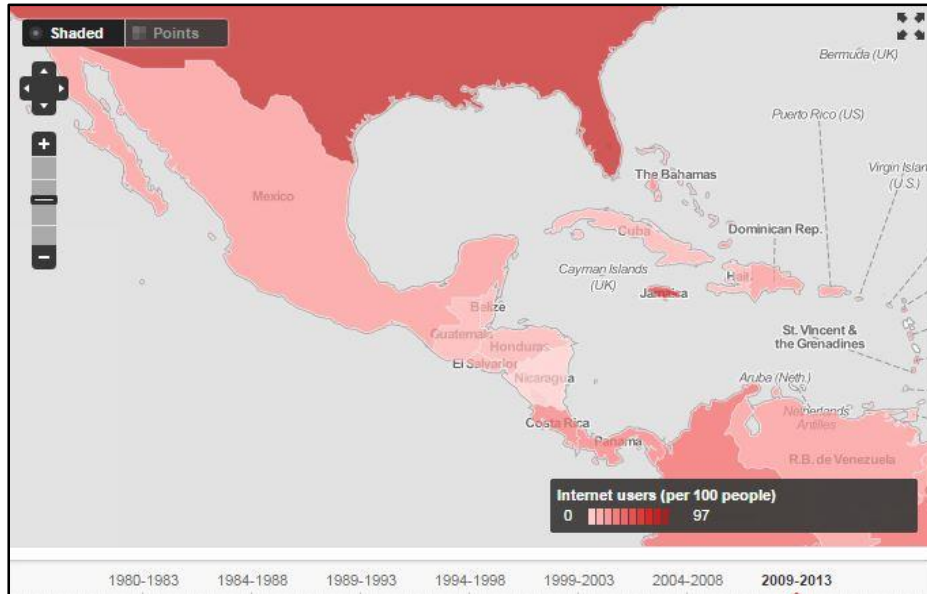 Shaded
Points
Bermuda (UK)
Puerto Rico (US)
Virgin Islan
(U.S.)
The Bahamas
Mexico
Cuba
Dominican Rep.
Cayman Islands
(UK)
Jamaica
Hai
Belize
Guatemala
Honduras
El Salvador
Nicaragua
St. Vincent &
the Grenadines
Aruba (Neth.)
Netherlands
Antilles
Costa Rica
Panama
R.B. de Venezuela
Internet users (per 100 people)
0 97
1980-1983 1984-1988 1989-1993 1994-1998 1999-2003 2004-2008 2009-2013